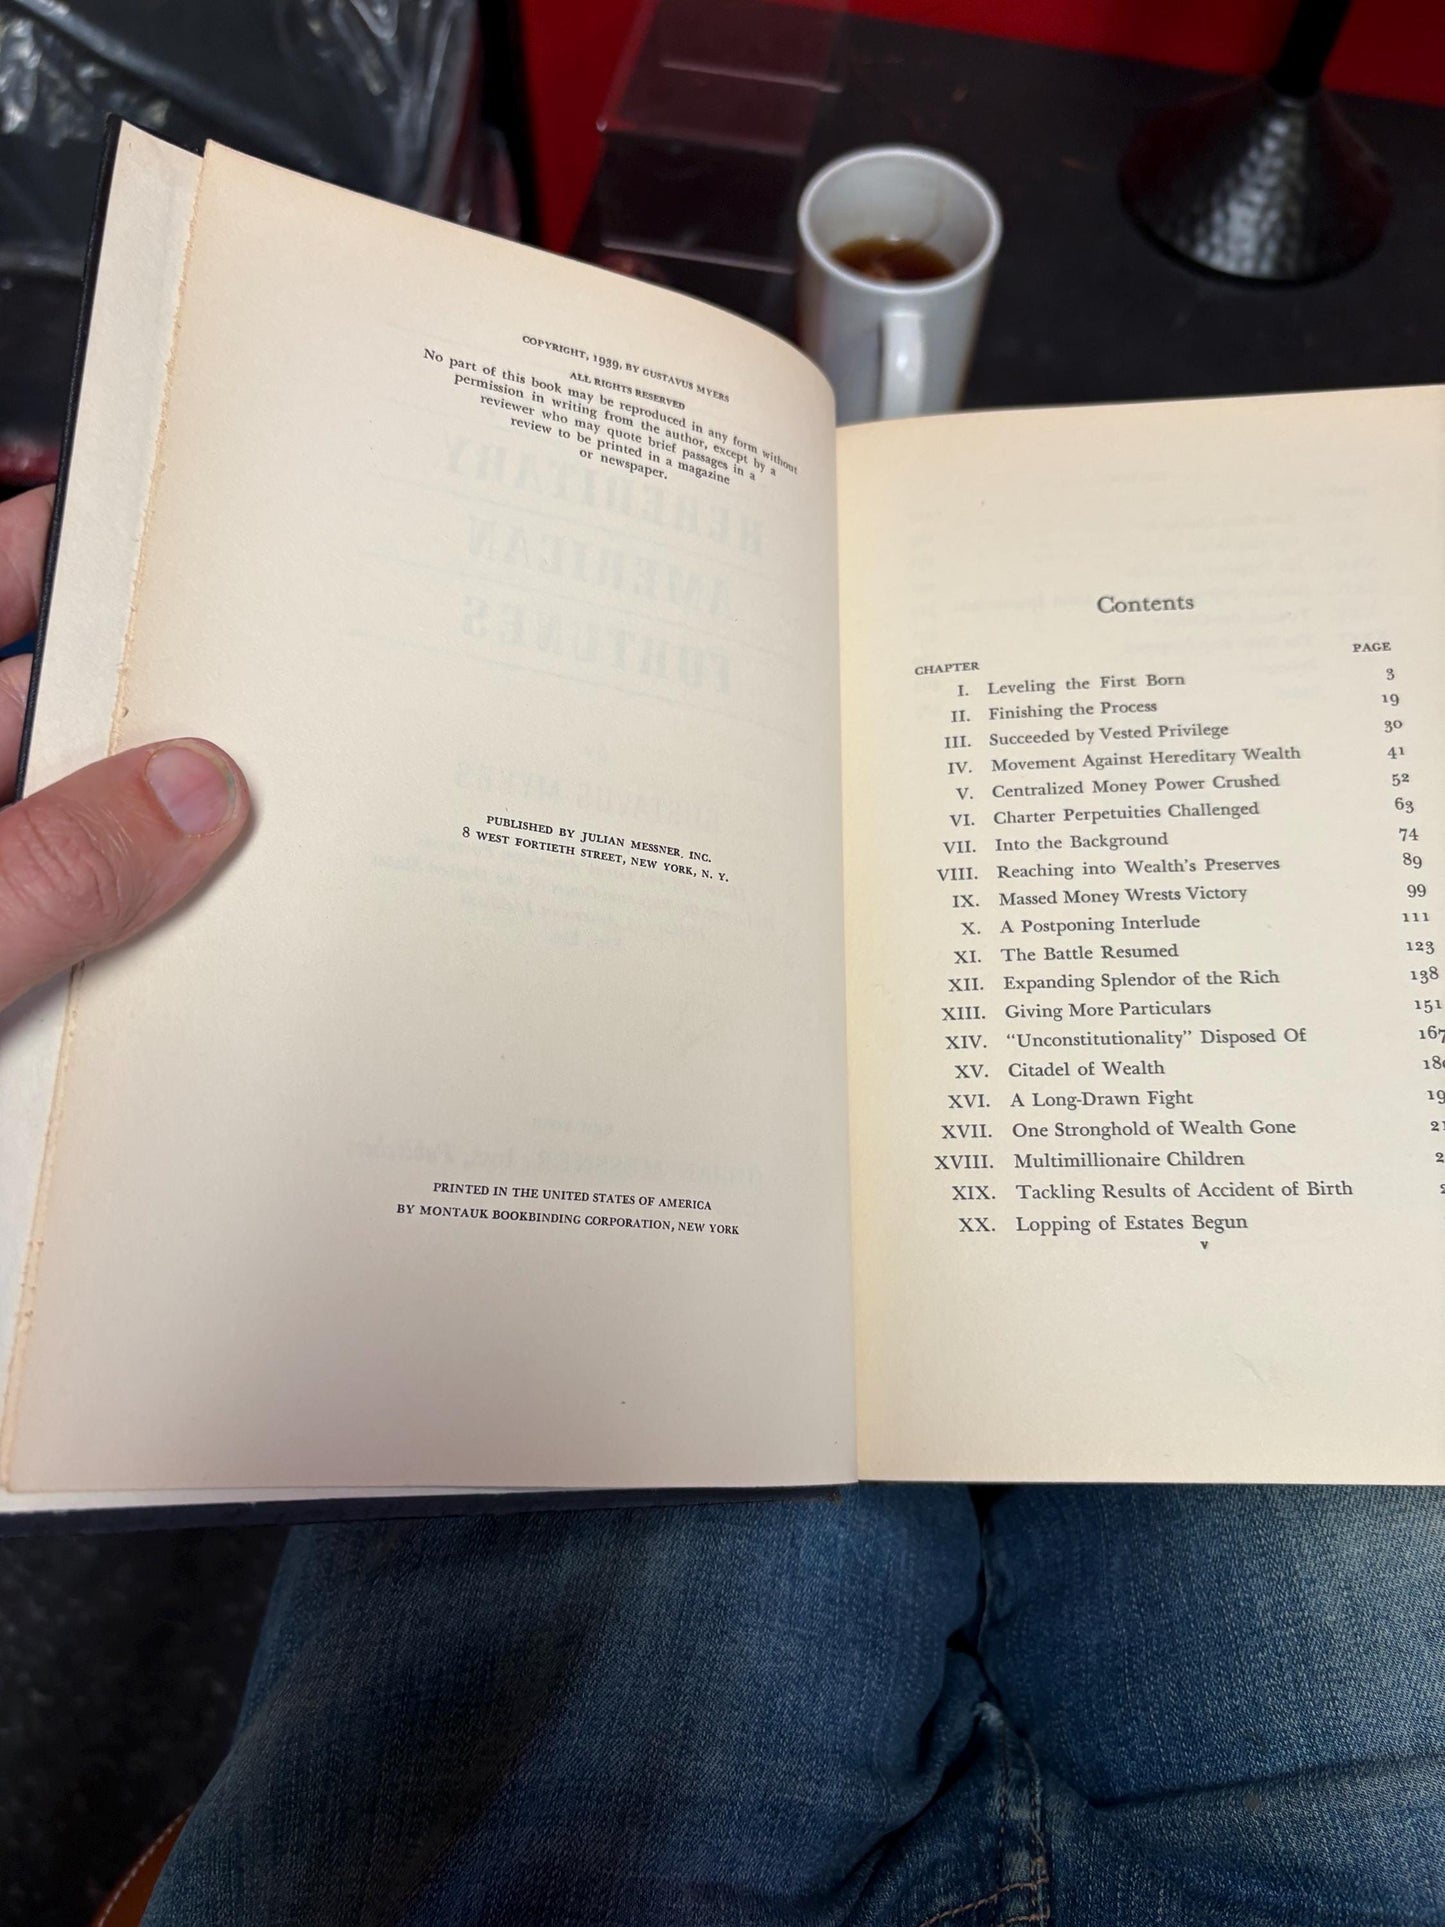 COPYRIGHT, 1939, BY GUSTAVUS MYERS
ALL RIGHTS RESERVED
No part of this book may be reproduced in any form without
permission in writing from the author, except by a
reviewer who may quote brief passages in a
review to be printed in a magazine
or newspaper.
HEREDITARY
AMERICAN
FORTUNES
PUBLISHED BY JULIAN MESSNER, INC.
8 WEST FORTIETH STREET, NEW YORK, N. Y.
PRINTED IN THE UNITED STATES OF AMERICA
BY MONTAUK BOOKBINDING CORPORATION, NEW YORK
Contents
CHAPTER PAGE
I. Leveling the First Born 3
II. Finishing the Process 19
III. Succeeded by Vested Privilege 30
IV. Movement Against Hereditary Wealth 41
V. Centralized Money Power Crushed 52
VI. Charter Perpetuities Challenged 63
VII. Into the Background 74
VIII. Reaching into Wealth's Preserves 89
IX. Massed Money Wrests Victory 99
X. A Postponing Interlude 111
XI. The Battle Resumed 123
XII. Expanding Splendor of the Rich 138
XIII. Giving More Particulars 151
XIV. "Unconstitutionality" Disposed Of 167
XV. Citadel of Wealth
XVI. A Long-Drawn Fight
XVII. One Stronghold of Wealth Gone
XVIII. Multimillionaire Children
XIX. Tackling Results of Accident of Birth
XX. Lopping of Estates Begun
v